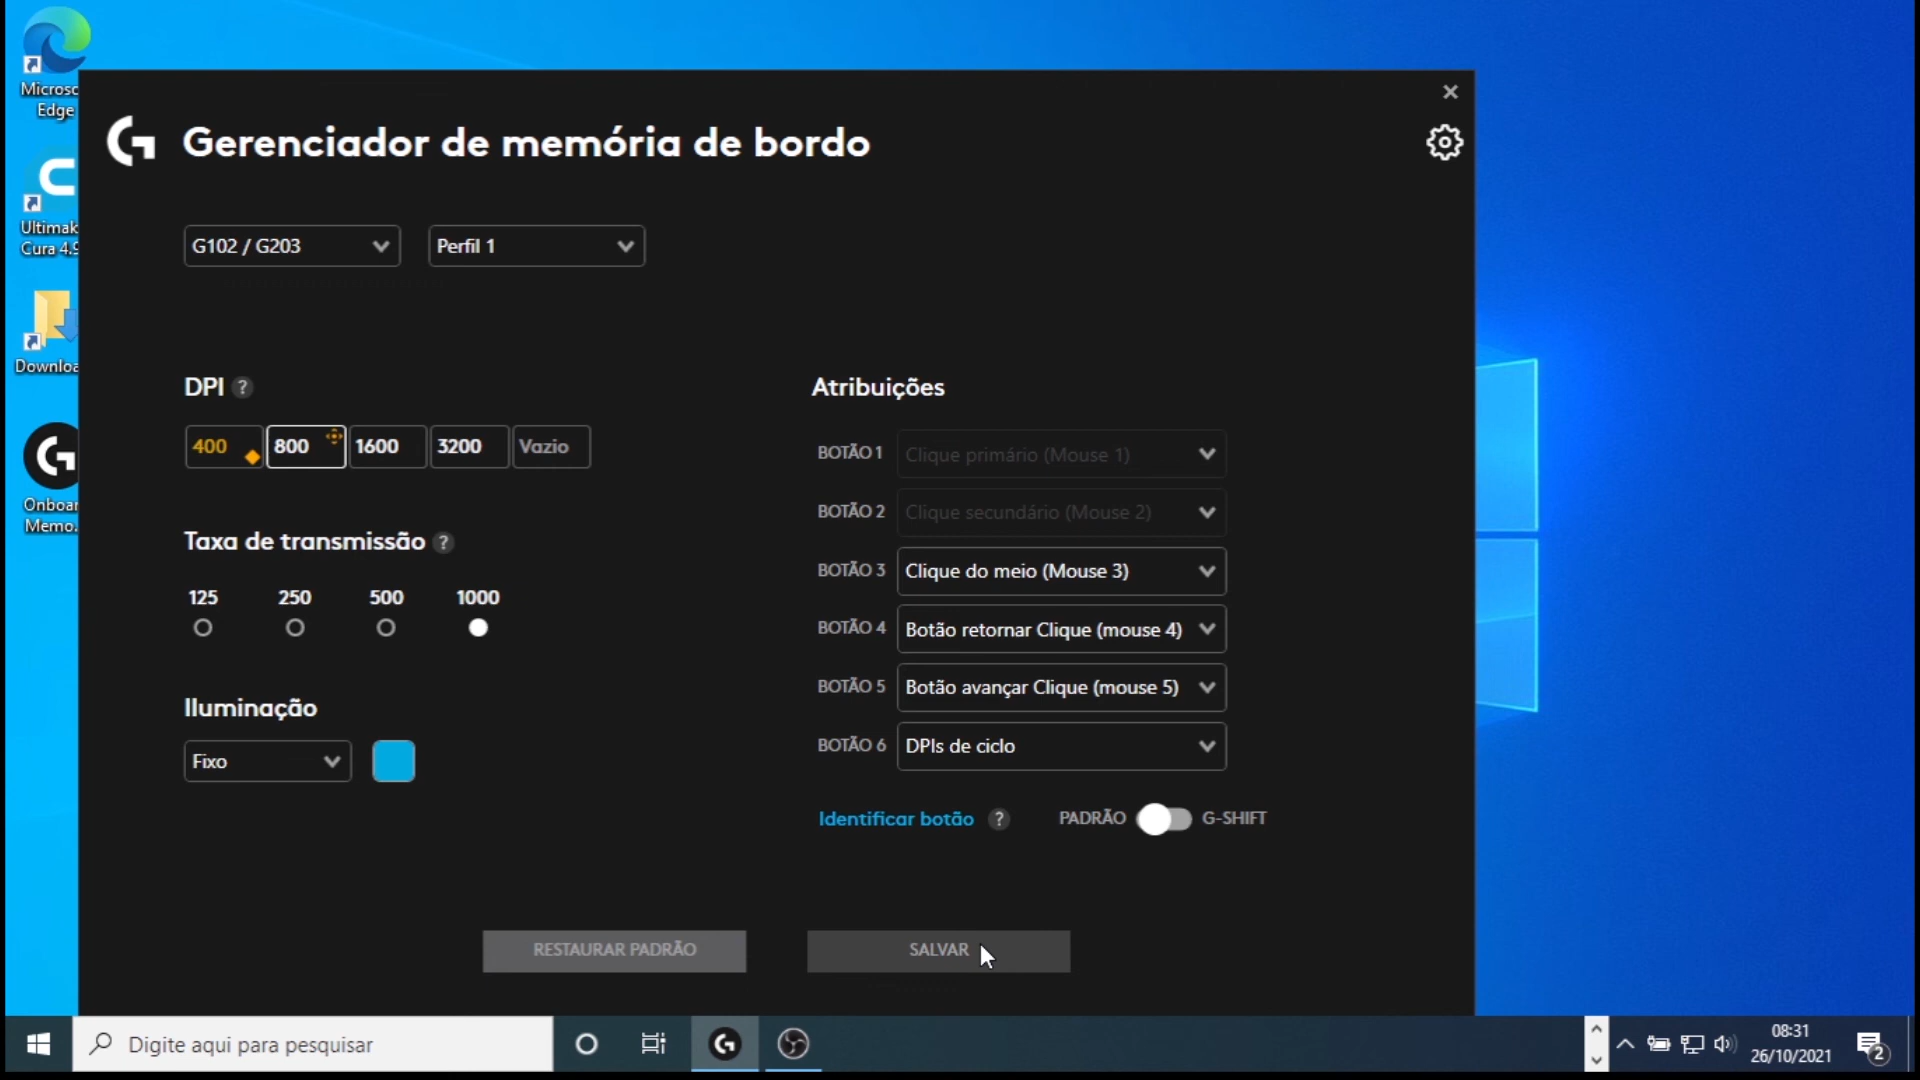 Microso
Edge
Ultimak
Cura 4.9
Downloa
Onboar
Memo.
Gerenciador de memória de bordo
G102 / G203
Perfil 1
DPI ?
400
800
1600
3200
Vazio
Taxa de transmissão ?
125
250
500
1000
Iluminação
Fixo
Atribuições
BOTÃO 1 Clique primário (Mouse 1)
BOTÃO 2 Clique secundário (Mouse 2)
BOTÃO 3 Clique do meio (Mouse 3)
BOTÃO 4 Botão retornar Clique (mouse 4)
BOTÃO 5 Botão avançar Clique (mouse 5)
BOTÃO 6 DPIs de ciclo
Identificar botão ?
PADRÃO
G-SHIFT
RESTAURAR PADRÃO
SALVAR
Digite aqui para pesquisar
08:31
26/10/2021
2